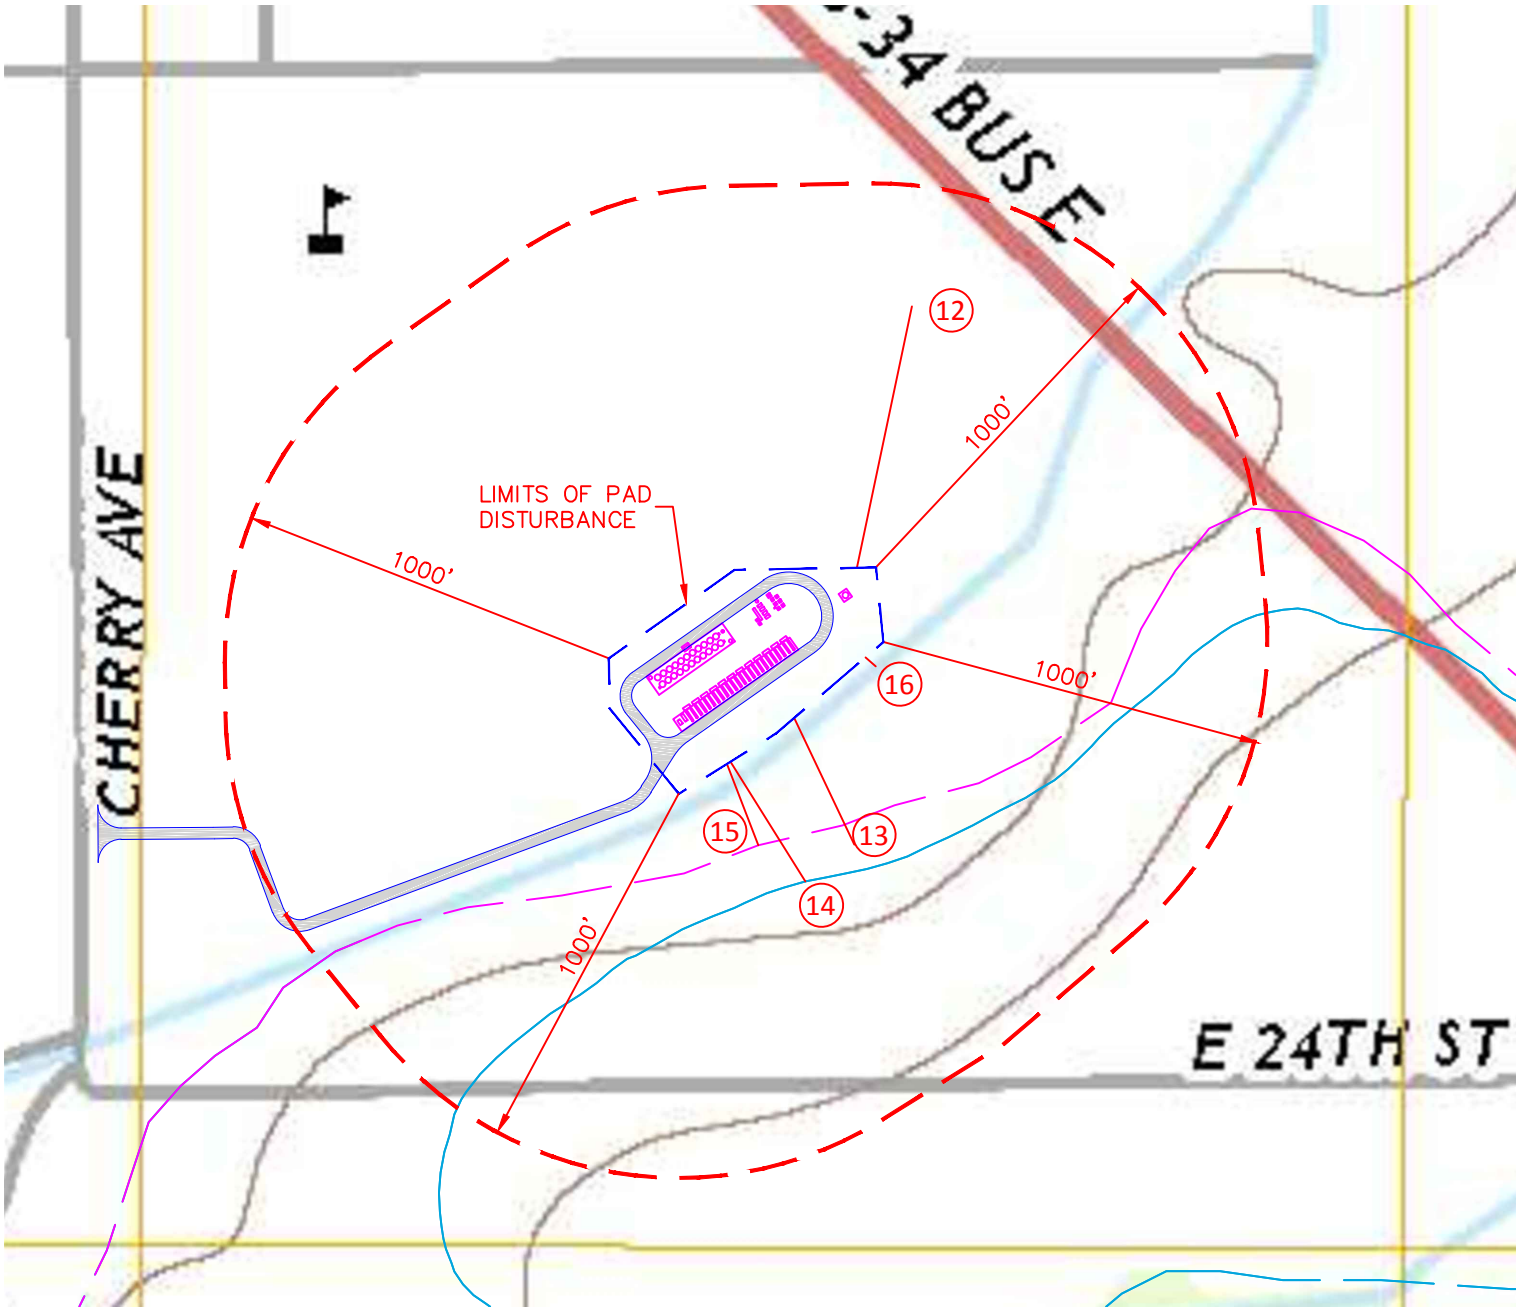 -34 BUS E
12
1000'
LIMITS OF PAD
DISTURBANCE
1000'
CHERRY AVE
1000'
16
15
13
14
1000'
E 24TH ST